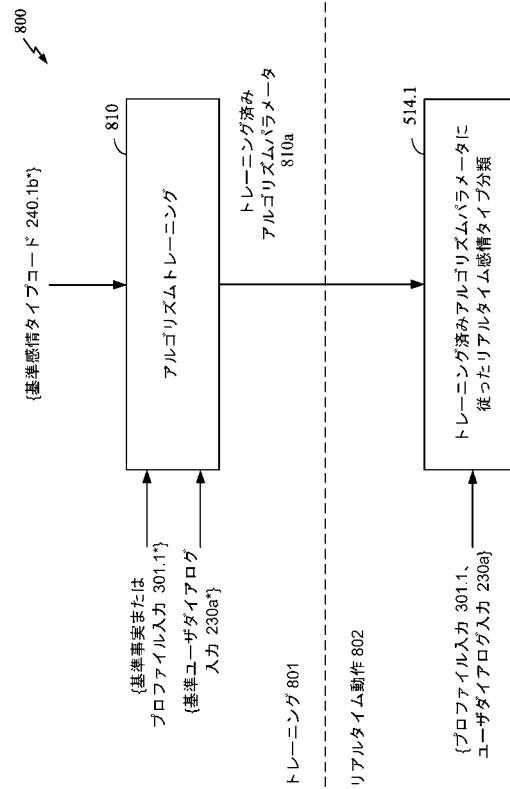 800
{基準感情タイプコード 240.1b*}
810
アルゴリズムトレーニング
{基準事実または
プロファイル入力 301.1*}
{基準ユーザダイアログ
入力 230a*}
トレーニング済み
アルゴリズムパラメータ
810a
トレーニング 801
リアルタイム動作 802
514.1
トレーニング済みアルゴリズムパラメータに
従ったリアルタイム感情タイプ分類
{プロファイル入力 301.1、
ユーザダイアログ入力 230a}